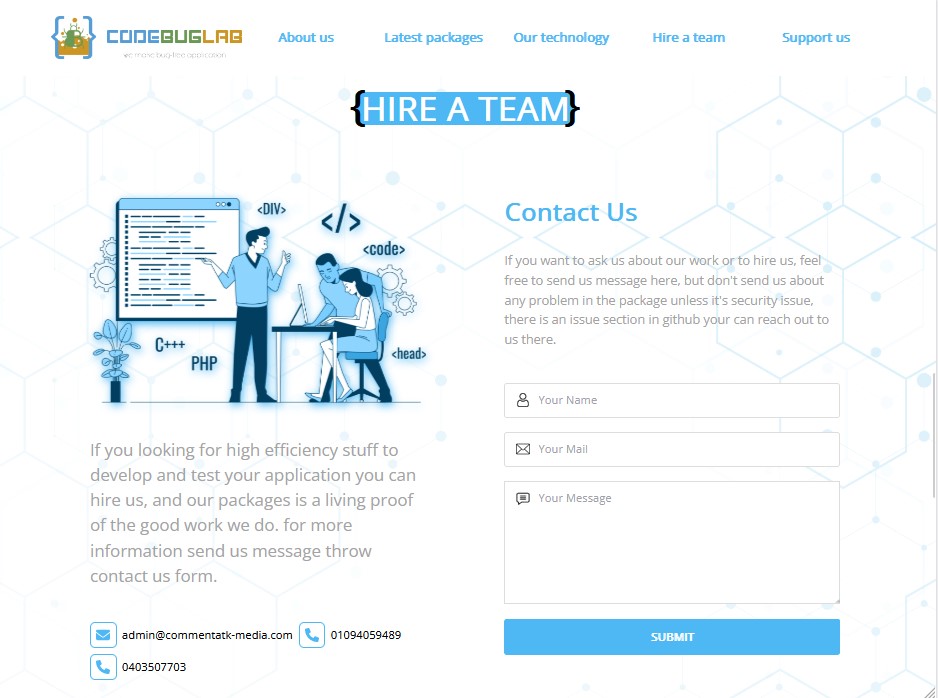 CODEBUGLAB
we make bug-free application
About us
Latest packages
Our technology
Hire a team
Support us
{HIRE A TEAM}
<DIV>
</>
<code>
C+++
PHP
<head>
If you looking for high efficiency stuff to
develop and test your application you can
hire us, and our packages is a living proof
of the good work we do. for more
information send us message throw
contact us form.
admin@commentatk-media.com
01094059489
0403507703
Contact Us
If you want to ask us about our work or to hire us, feel
free to send us message here, but don't send us about
any problem in the package unless it's security issue,
there is an issue section in github your can reach out to
us there.
Your Name
Your Mail
Your Message
SUBMIT